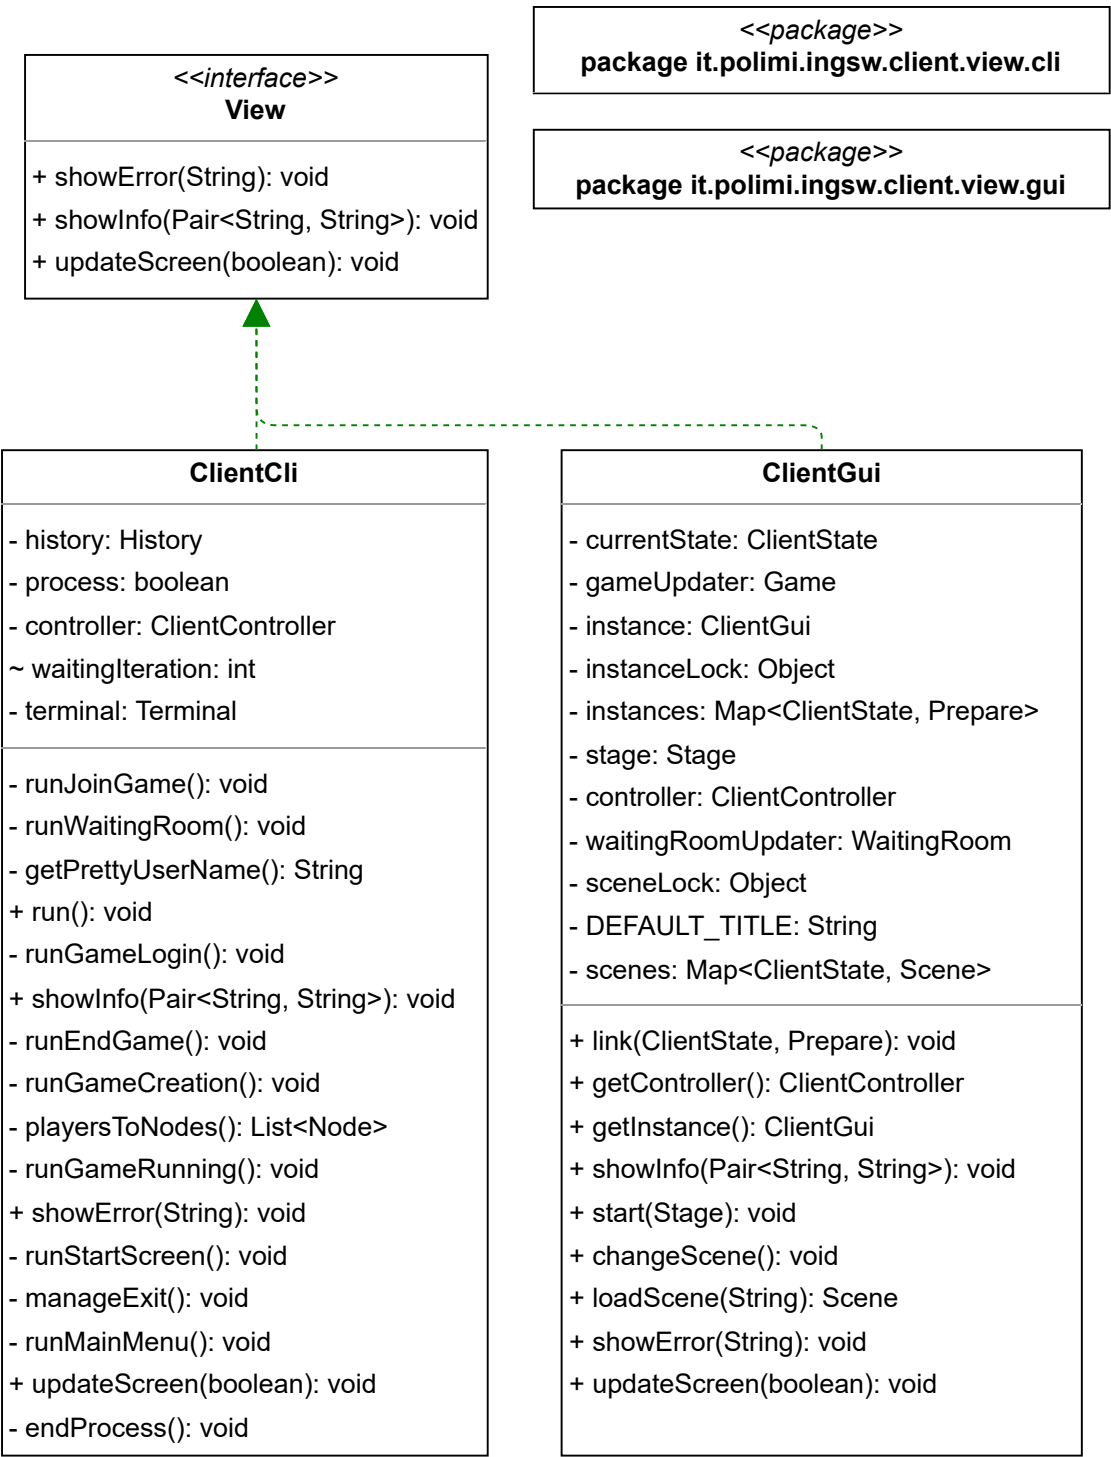 <<package>>
package it.polimi.ingsw.client.view.cli
<<interface>>
View
+ showError(String): void
+ showInfo(Pair<String, String>): void
+ updateScreen(boolean): void
<<package>>
package it.polimi.ingsw.client.view.gui
ClientCli
- history: History
- process: boolean
- controller: ClientController
~ waitingIteration: int
- terminal: Terminal
- runJoinGame(): void
- runWaitingRoom(): void
- getPrettyUserName(): String
+ run(): void
- runGameLogin(): void
+ showInfo(Pair<String, String>): void
- runEndGame(): void
- runGameCreation(): void
- playersToNodes(): List<Node>
- runGameRunning(): void
+ showError(String): void
- runStartScreen(): void
- manageExit(): void
- runMainMenu(): void
+ updateScreen(boolean): void
- endProcess(): void
ClientGui
- currentState: ClientState
- gameUpdater: Game
- instance: ClientGui
- instanceLock: Object
- instances: Map<ClientState, Prepare>
- stage: Stage
- controller: ClientController
- waitingRoomUpdater: WaitingRoom
- sceneLock: Object
- DEFAULT_TITLE: String
- scenes: Map<ClientState, Scene>
+ link(ClientState, Prepare): void
+ getController(): ClientController
+ getInstance(): ClientGui
+ showInfo(Pair<String, String>): void
+ start(Stage): void
+ changeScene(): void
+ loadScene(String): Scene
+ showError(String): void
+ updateScreen(boolean): void